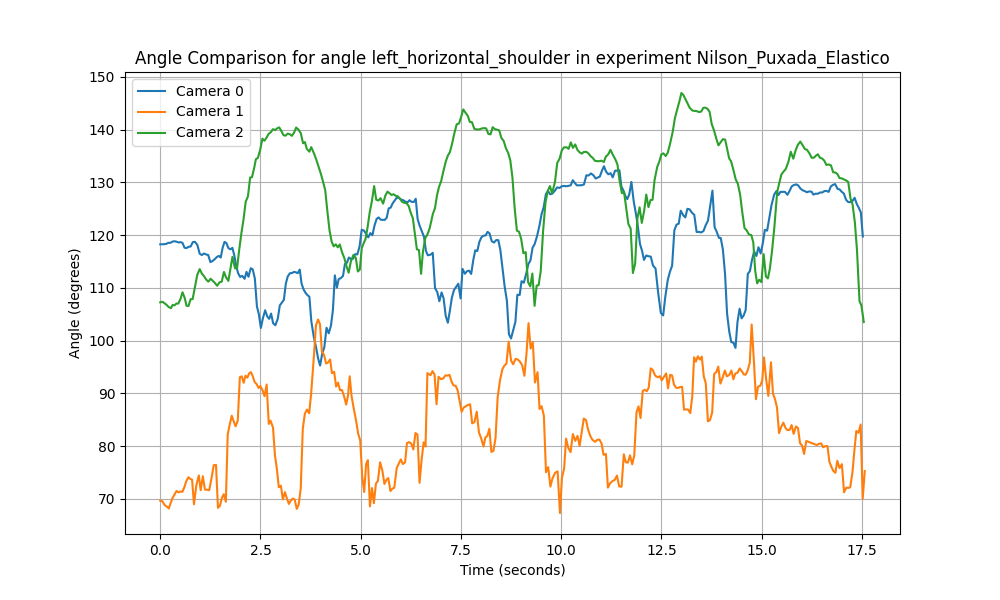 Angle Comparison for angle left_horizontal_shoulder in experiment Nilson_Puxada_Elastico
Camera 0
Camera 1
Camera 2
Angle (degrees)
150
140
130
120
110
100
90
80
70
0.0 2.5 5.0 7.5 10.0 12.5 15.0 17.5
Time (seconds)